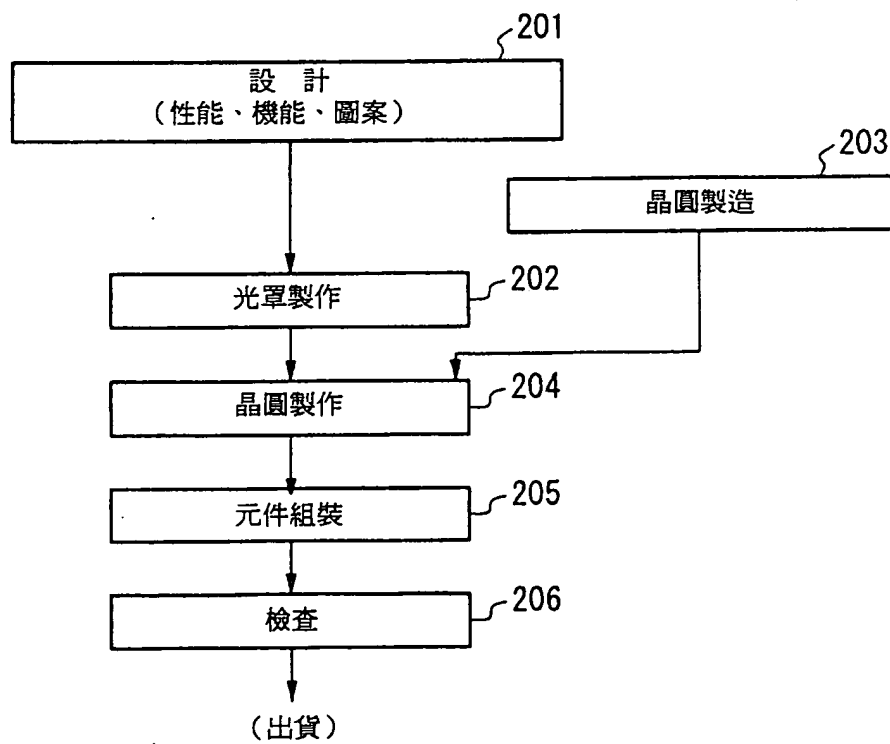 201
設 計
（性能、機能、圖案）
203
晶圓製造
202
光罩製作
204
晶圓製作
205
元件組裝
206
檢查
（出貨）